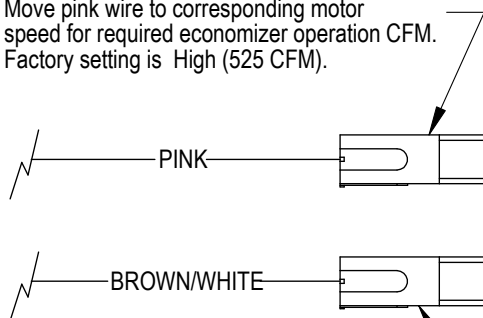 Move pink wire to corresponding motor
speed for required economizer operation CFM.
Factory setting is High (525 CFM).
PINK
BROWN/WHITE